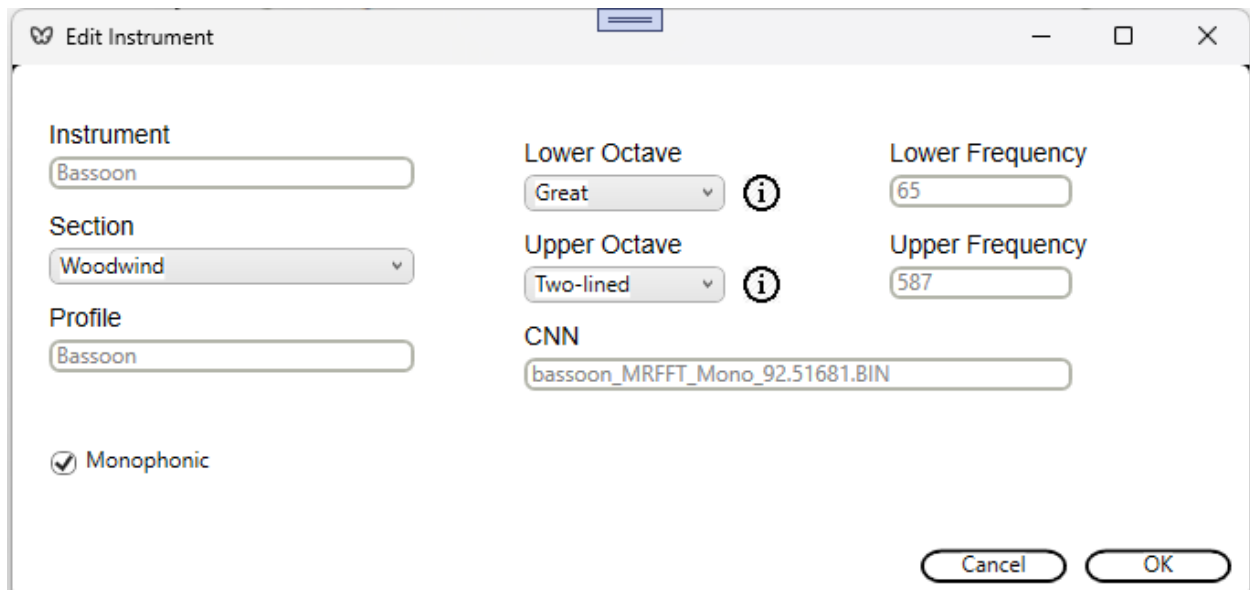 Edit Instrument
Instrument
Bassoon
Section
Woodwind
Profile
Bassoon
Monophonic
Lower Octave
Great
Upper Octave
Two-lined
CNN
bassoon_MRFFT_Mono_92.51681.BIN
Lower Frequency
65
Upper Frequency
587
Cancel
OK